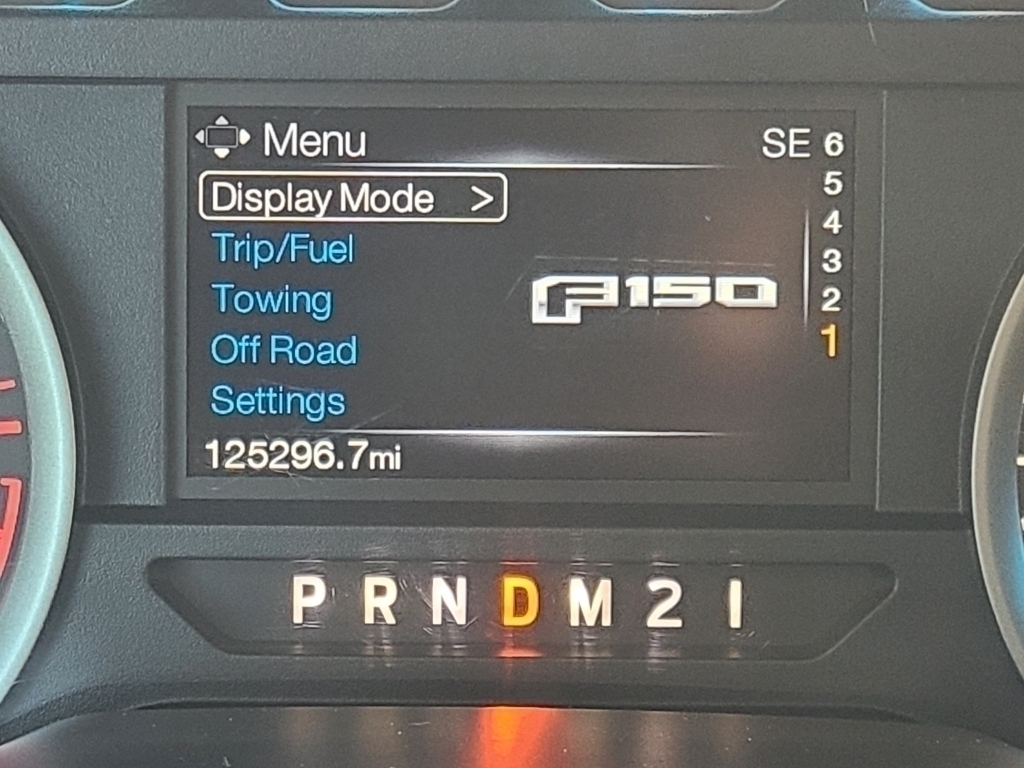 Menu
SE 6
5
4
3
2
1
Display Mode >
Trip/Fuel
Towing
Off Road
Settings
F150
125296.7mi
P R N D M 2 1